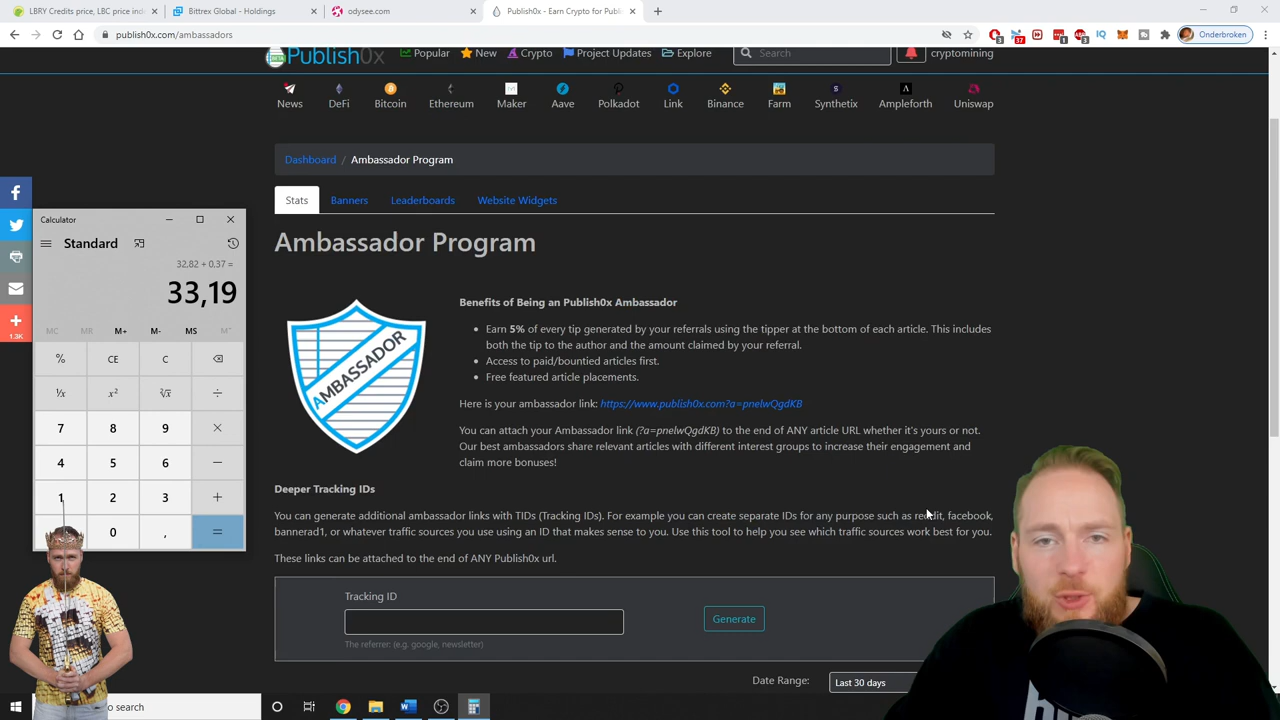 LBRY Credits price, LBC price ind
Bittrex Global - Holdings
odysee.com
Publish0x - Earn Crypto for Publi
publish0x.com/ambassadors
Onderbroken
Publish0x
Popular
New
Crypto
Project Updates
Explore
Search
cryptomining
News
DeFi
Bitcoin
Ethereum
Maker
Aave
Polkadot
Link
Binance
Farm
Synthetix
Ampleforth
Uniswap
Dashboard / Ambassador Program
Stats
Banners
Leaderboards
Website Widgets
Ambassador Program
AMBASSADOR
Benefits of Being an Publish0x Ambassador
Earn 5% of every tip generated by your referrals using the tipper at the bottom of each article. This includes
both the tip to the author and the amount claimed by your referral.
Access to paid/bountied articles first.
Free featured article placements.
Here is your ambassador link: https://www.publish0x.com?a=pnelwQgdKB
You can attach your Ambassador link (?a=pnelwQgdKB) to the end of ANY article URL whether it's yours or not.
Our best ambassadors share relevant articles with different interest groups to increase their engagement and
claim more bonuses!
Deeper Tracking IDs
You can generate additional ambassador links with TIDs (Tracking IDs). For example you can create separate IDs for any purpose such as reddit, facebook,
bannerad1, or whatever traffic sources you use using an ID that makes sense to you. Use this tool to help you see which traffic sources work best for you.
These links can be attached to the end of ANY Publish0x url.
Tracking ID
Generate
The referrer: (e.g. google, newsletter)
Date Range:
Last 30 days
1.3K
Calculator
Standard
32,82 + 0,37 =
33,19
MC MR M+ M- MS M˅
% CE C
¹/x x² ²√x ÷
7 8 9 ×
4 5 6 −
1 2 3 +
0 , =
o search